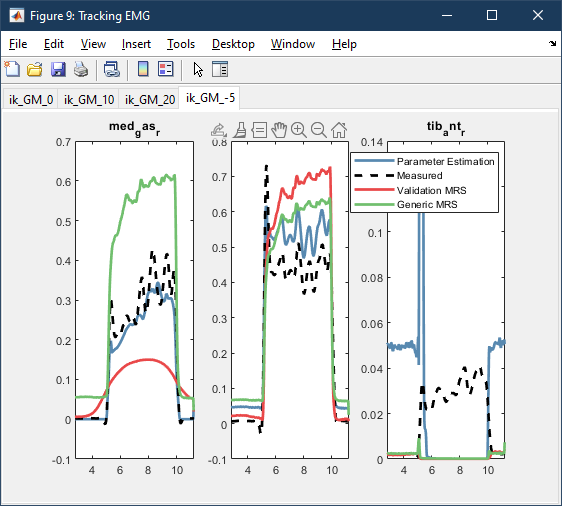 Figure 9: Tracking EMG
File Edit View Insert Tools Desktop Window Help
ik_GM_0 ik_GM_10 ik_GM_20 ik_GM_-5
med_gas_r
0.7
0.6
0.5
0.4
0.3
0.2
0.1
0
-0.1
4 6 8 10
0.8
0.7
0.6
0.5
0.4
0.3
0.2
0.1
0
-0.1
4 6 8 10
tib_ant_r
0.14
0.1
0.08
0.06
0.04
0.02
0
4 6 8 10
Parameter Estimation
Measured
Validation MRS
Generic MRS